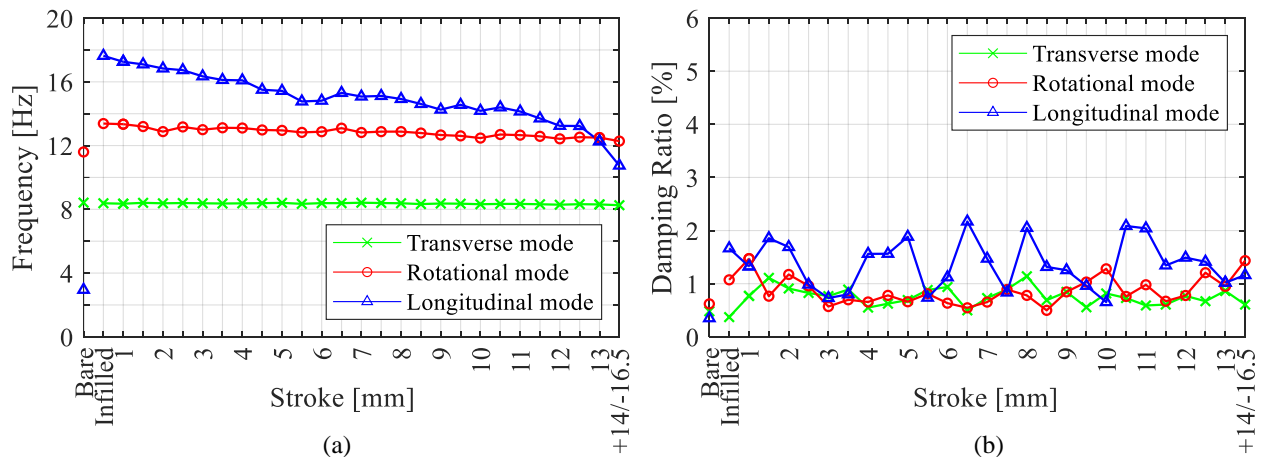 20
16
12
8
4
0
Frequency [Hz]
Transverse mode
Rotational mode
Longitudinal mode
Bare
Infilled
1
2
3
4
5
6
7
8
9
10
11
12
13
+14/-16.5
Stroke [mm]
(a)
6
5
4
3
2
1
0
Damping Ratio [%]
Transverse mode
Rotational mode
Longitudinal mode
Bare
Infilled
1
2
3
4
5
6
7
8
9
10
11
12
13
+14/-16.5
Stroke [mm]
(b)